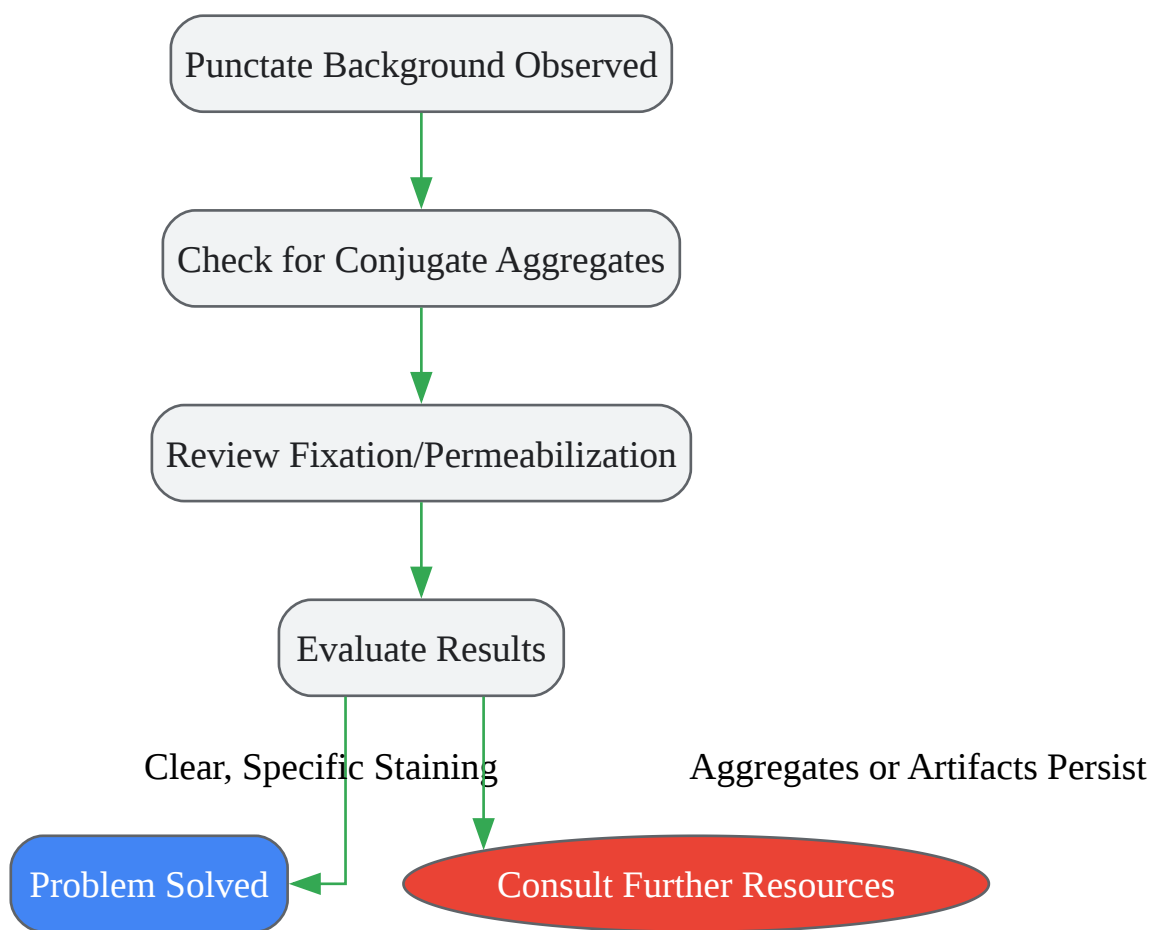 Punctate Background Observed
Check for Conjugate Aggregates
Review Fixation/Permeabilization
Evaluate Results
Clear, Specific Staining
Aggregates or Artifacts Persist
Problem Solved
Consult Further Resources